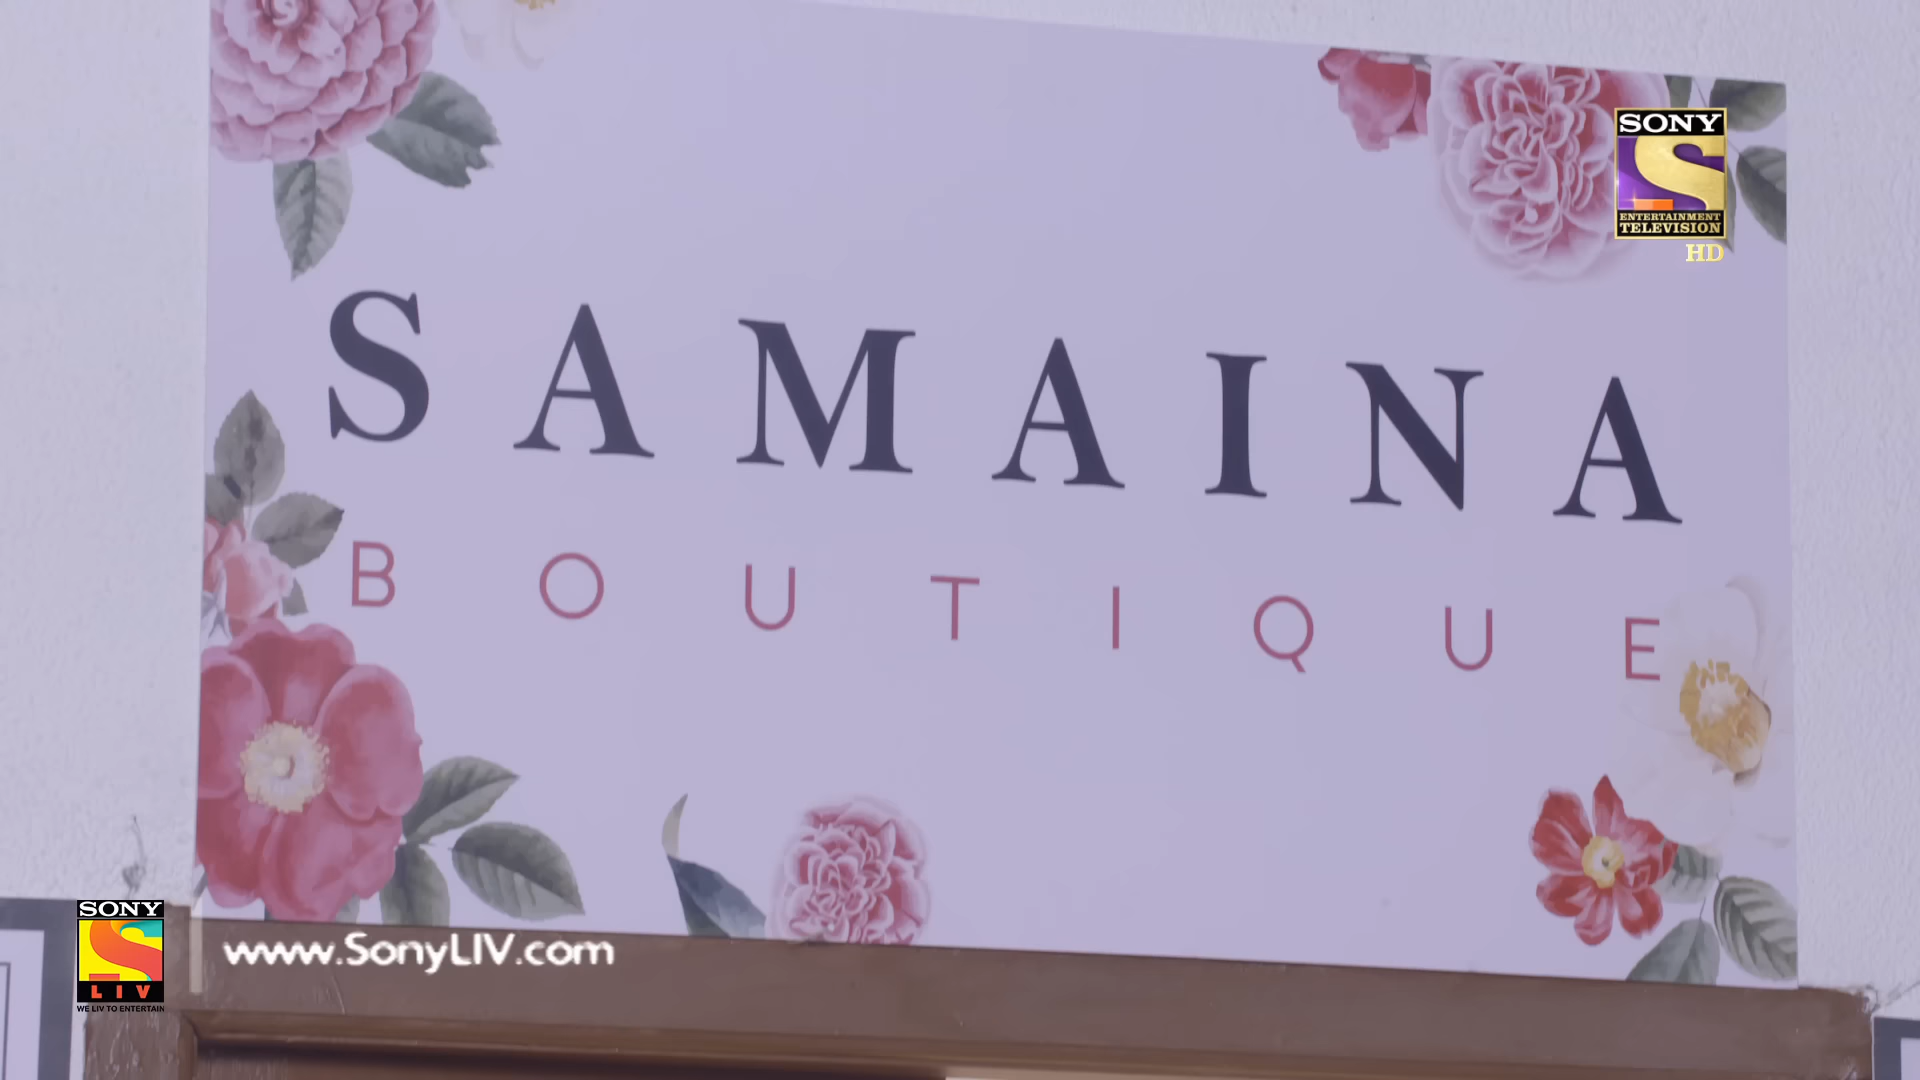 SONY
ENTERTAINMENT
TELEVISION
HD
SAMAINA
BOUTIQUE
SONY
LIV
WE LIV TO ENTERTAIN
www.SonyLIV.com